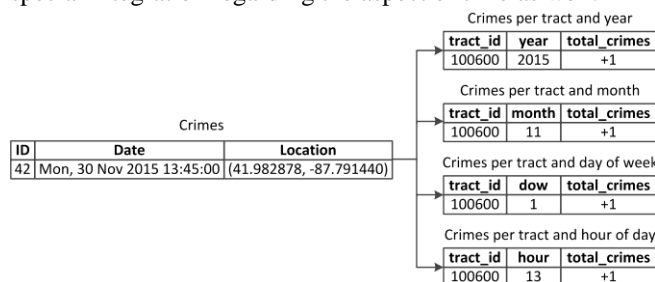 Crimes per tract and year
tract_id year total_crimes
100600 2015 +1
Crimes per tract and month
tract_id month total_crimes
100600 11 +1
Crimes
ID Date Location
42 Mon, 30 Nov 2015 13:45:00 (41.982878, -87.791440)
Crimes per tract and day of week
tract_id dow total_crimes
100600 1 +1
Crimes per tract and hour of day
tract_id hour total_crimes
100600 13 +1